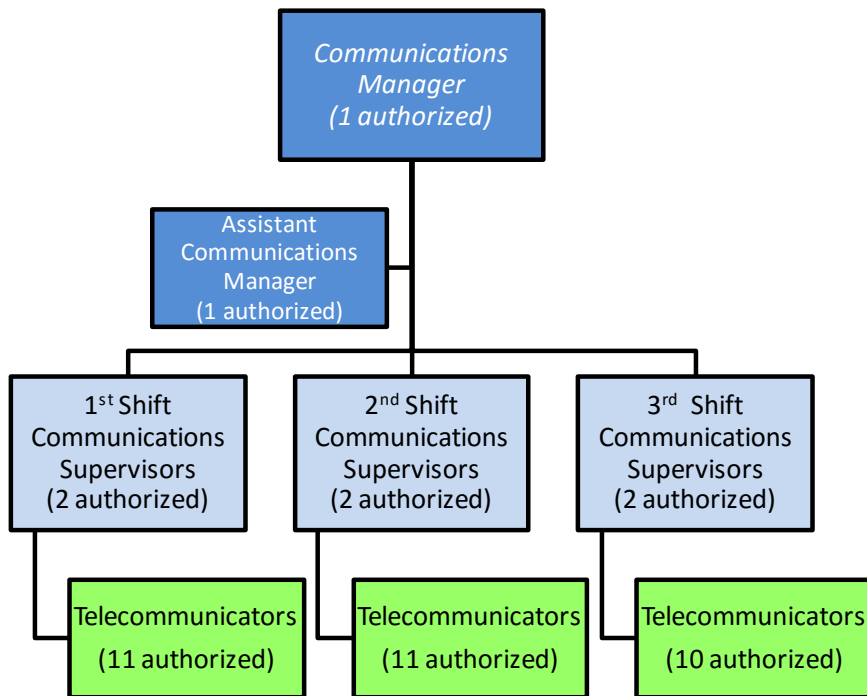 Communications
Manager
(1 authorized)
Assistant
Communications
Manager
(1 authorized)
1st Shift
Communications
Supervisors
(2 authorized)
2nd Shift
Communications
Supervisors
(2 authorized)
3rd Shift
Communications
Supervisors
(2 authorized)
Telecommunicators
(11 authorized)
Telecommunicators
(11 authorized)
Telecommunicators
(10 authorized)